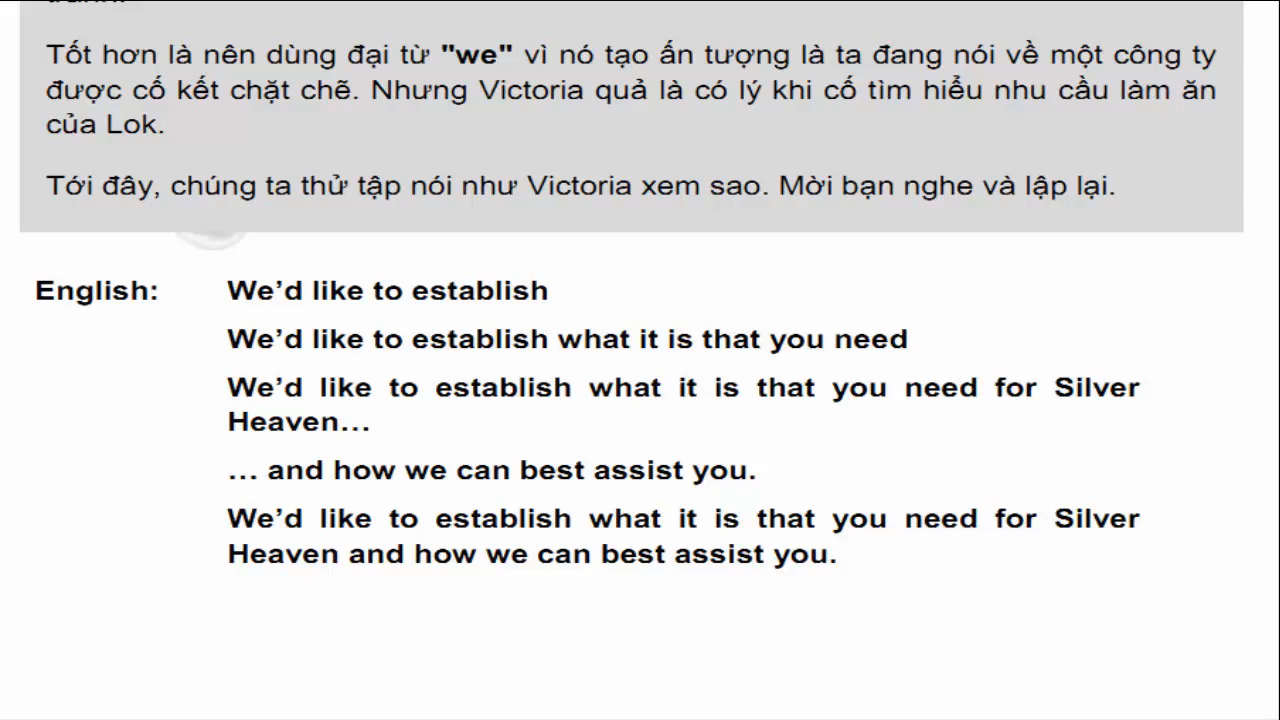 Tốt hơn là nên dùng đại từ "we" vì nó tạo ấn tượng là ta đang nói về một công ty
được cố kết chặt chẽ. Nhưng Victoria quả là có lý khi cố tìm hiểu nhu cầu làm ăn
của Lok.
Tới đây, chúng ta thử tập nói như Victoria xem sao. Mời bạn nghe và lập lại.
English: We’d like to establish
We’d like to establish what it is that you need
We’d like to establish what it is that you need for Silver
Heaven…
… and how we can best assist you.
We’d like to establish what it is that you need for Silver
Heaven and how we can best assist you.